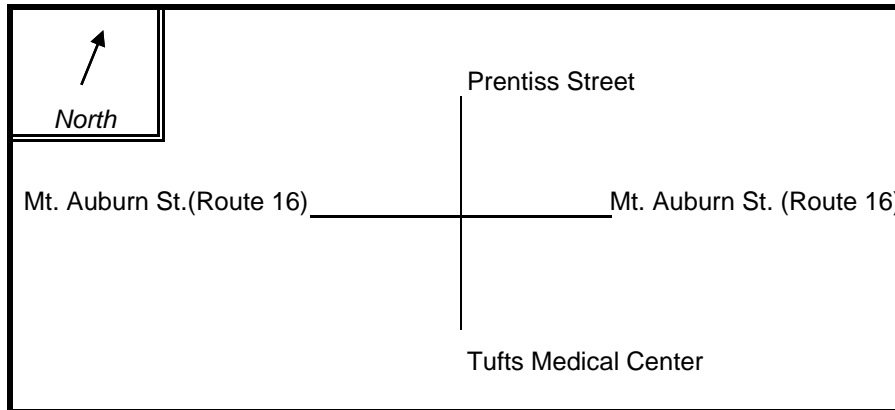 Prentiss Street
North
Mt. Auburn St.(Route 16)
Mt. Auburn St. (Route 16)
Tufts Medical Center